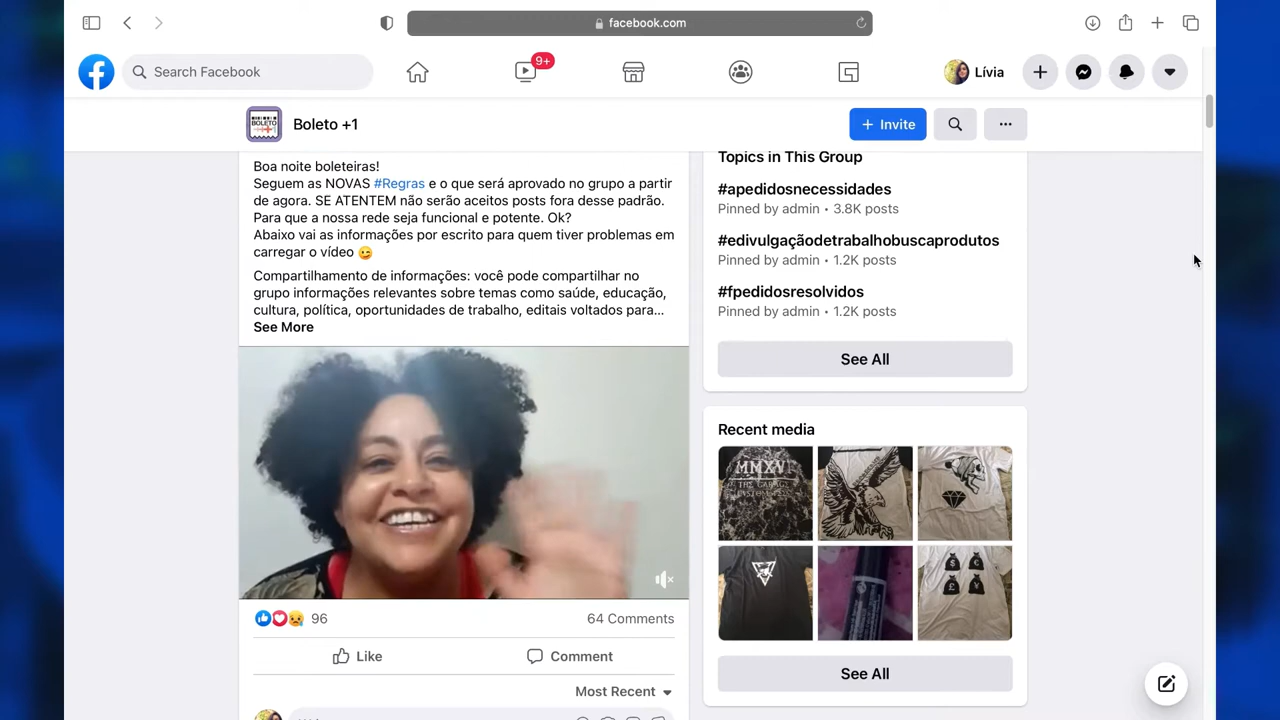 facebook.com
Search Facebook
9+
Lívia
BOLETO
Boleto +1
Invite
Boa noite boleteiras!
Seguem as NOVAS #Regras e o que será aprovado no grupo a partir
de agora. SE ATENTEM não serão aceitos posts fora desse padrão.
Para que a nossa rede seja funcional e potente. Ok?
Abaixo vai as informações por escrito para quem tiver problemas em
carregar o vídeo 😉
Compartilhamento de informações: você pode compartilhar no
grupo informações relevantes sobre temas como saúde, educação,
cultura, política, oportunidades de trabalho, editais voltados para...
See More
96
64 Comments
Like
Comment
Most Recent
Topics in This Group
#apedidosnecessidades
Pinned by admin • 3.8K posts
#edivulgaçãodetrabalhobuscaprodutos
Pinned by admin • 1.2K posts
#fpedidosresolvidos
Pinned by admin • 1.2K posts
See All
Recent media
MMXVI
THE GARAGE
$ €
£ ¥
See All